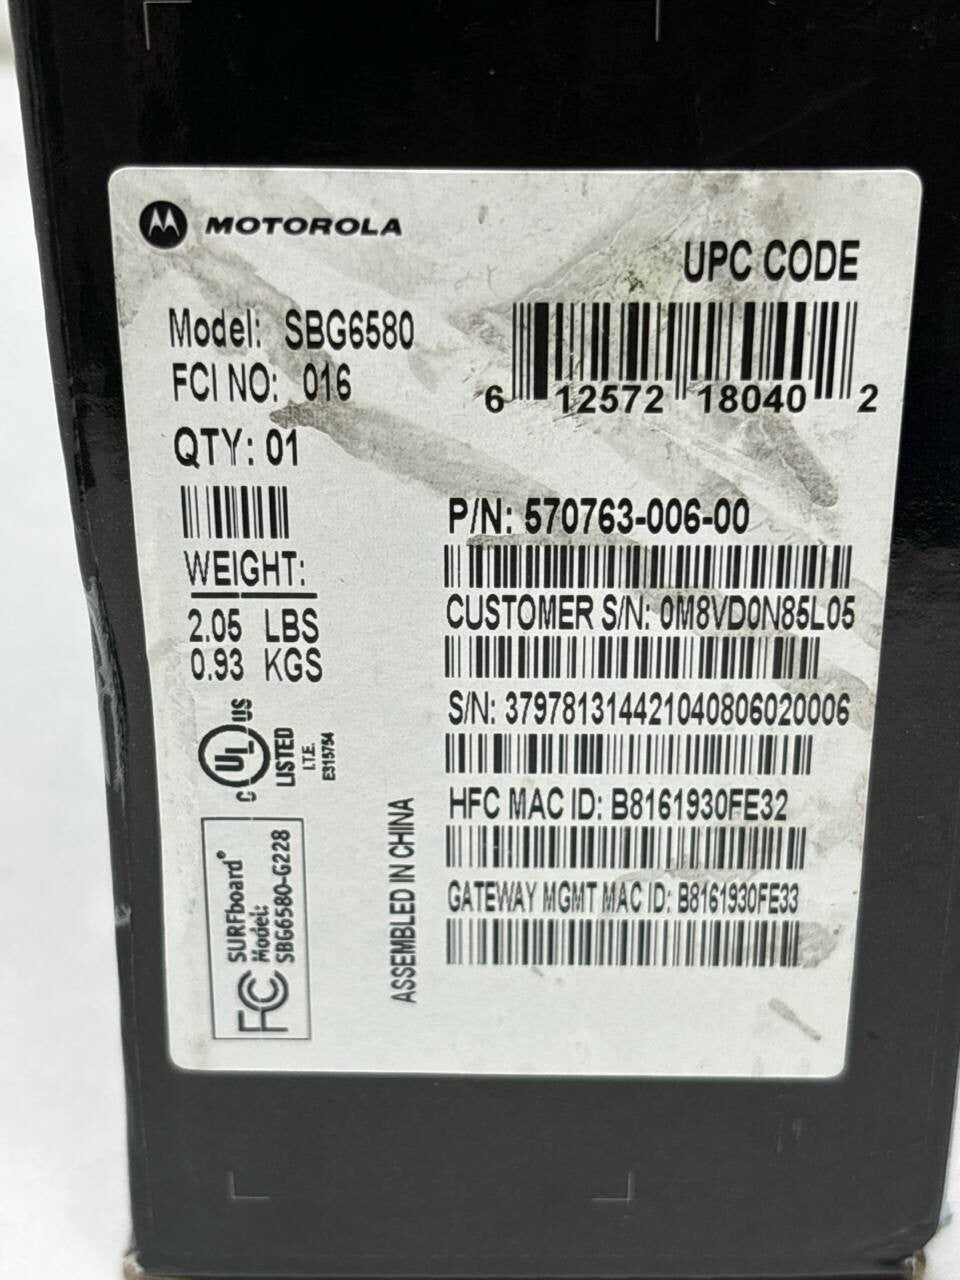 MOTOROLA
UPC CODE
Model: SBG6580
FCI NO: 016
6 12572 18040 2
QTY: 01
P/N: 570763-006-00
WEIGHT:
2.05 LBS
0.93 KGS
CUSTOMER S/N: 0M8VD0N85L05
S/N: 379781314421040806020006
HFC MAC ID: B8161930FE32
GATEWAY MGMT MAC ID: B8161930FE33
C UL US
LISTED
I.T.E.
E315754
ASSEMBLED IN CHINA
FC
SURFboard®
Model:
SBG6580-G228